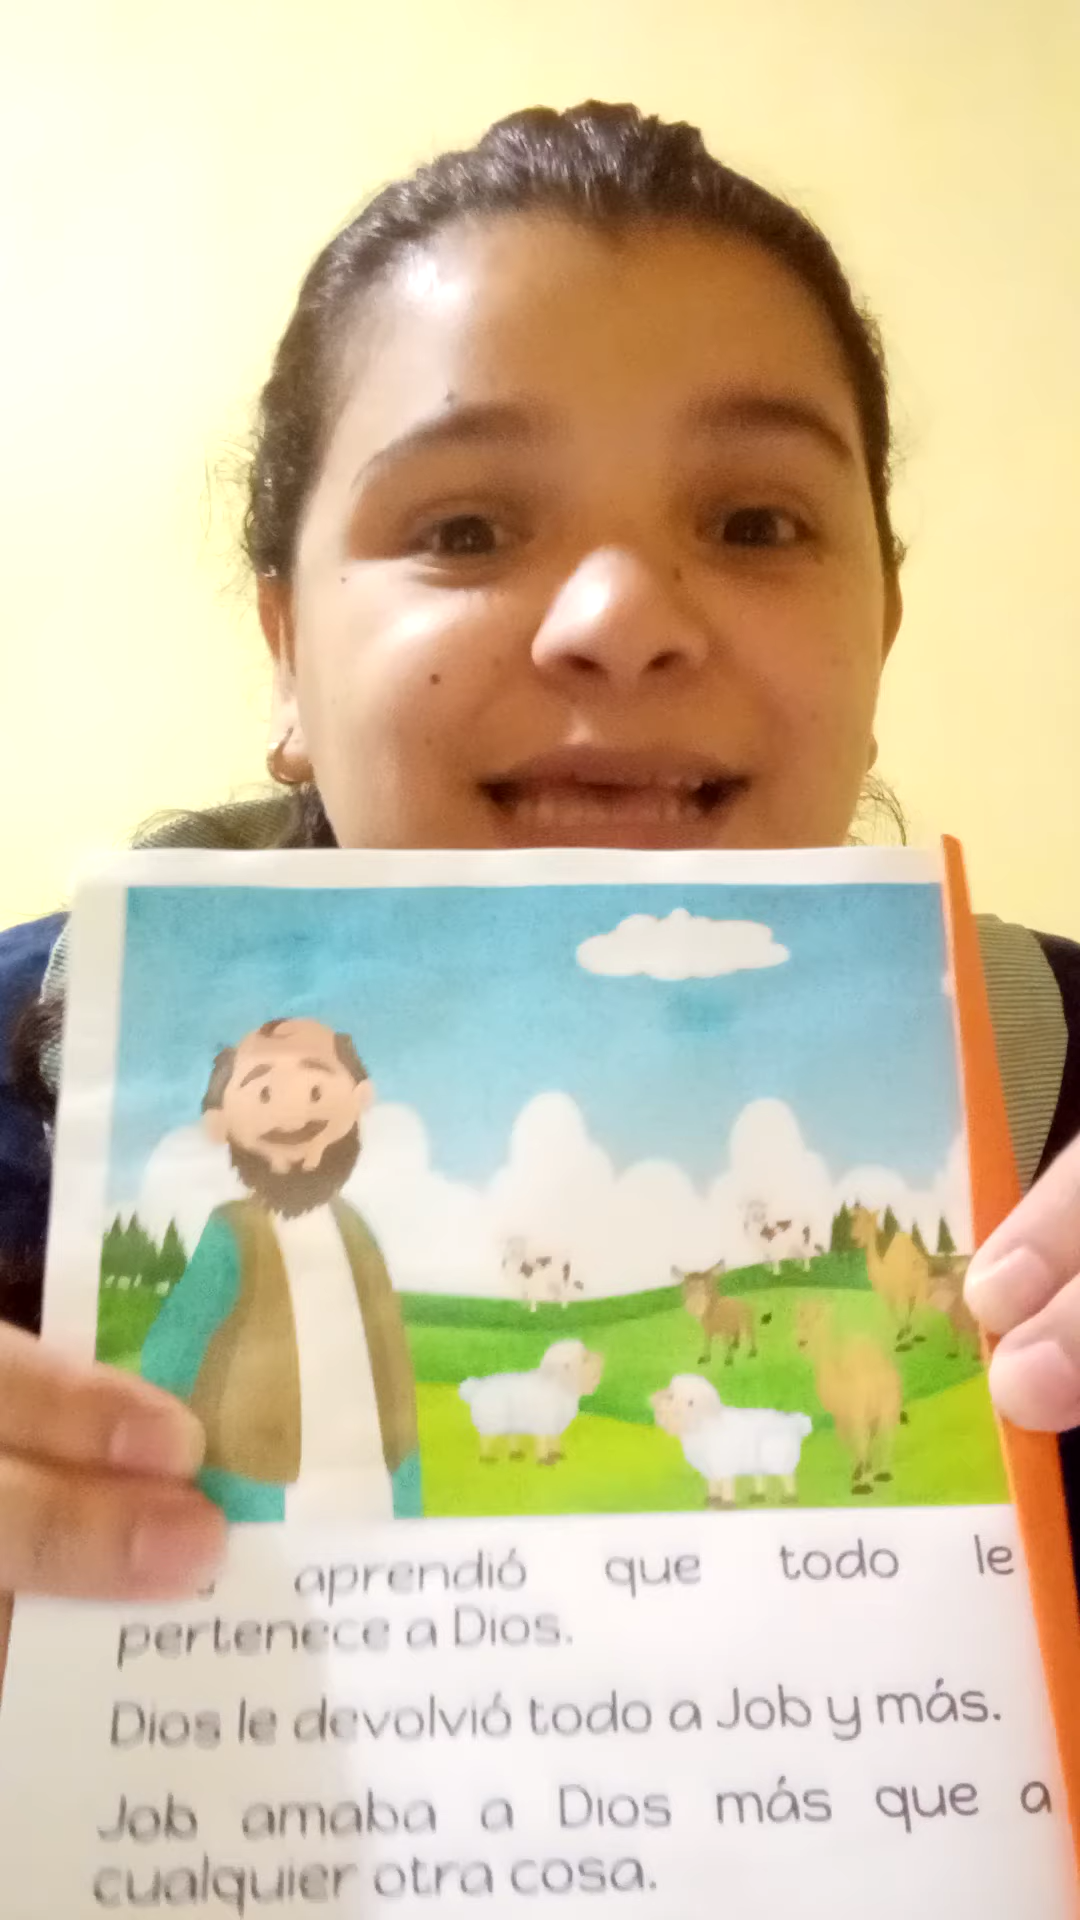 aprendió que todo le
pertenece a Dios.
Dios le devolvió todo a Job y más.
Job amaba a Dios más que a
cualquier otra cosa.